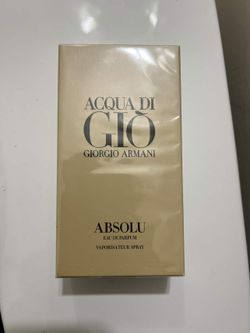 ACQUA DI
GIÒ
GIORGIO ARMANI
ABSOLU
EAU DE PARFUM
VAPORISATEUR SPRAY